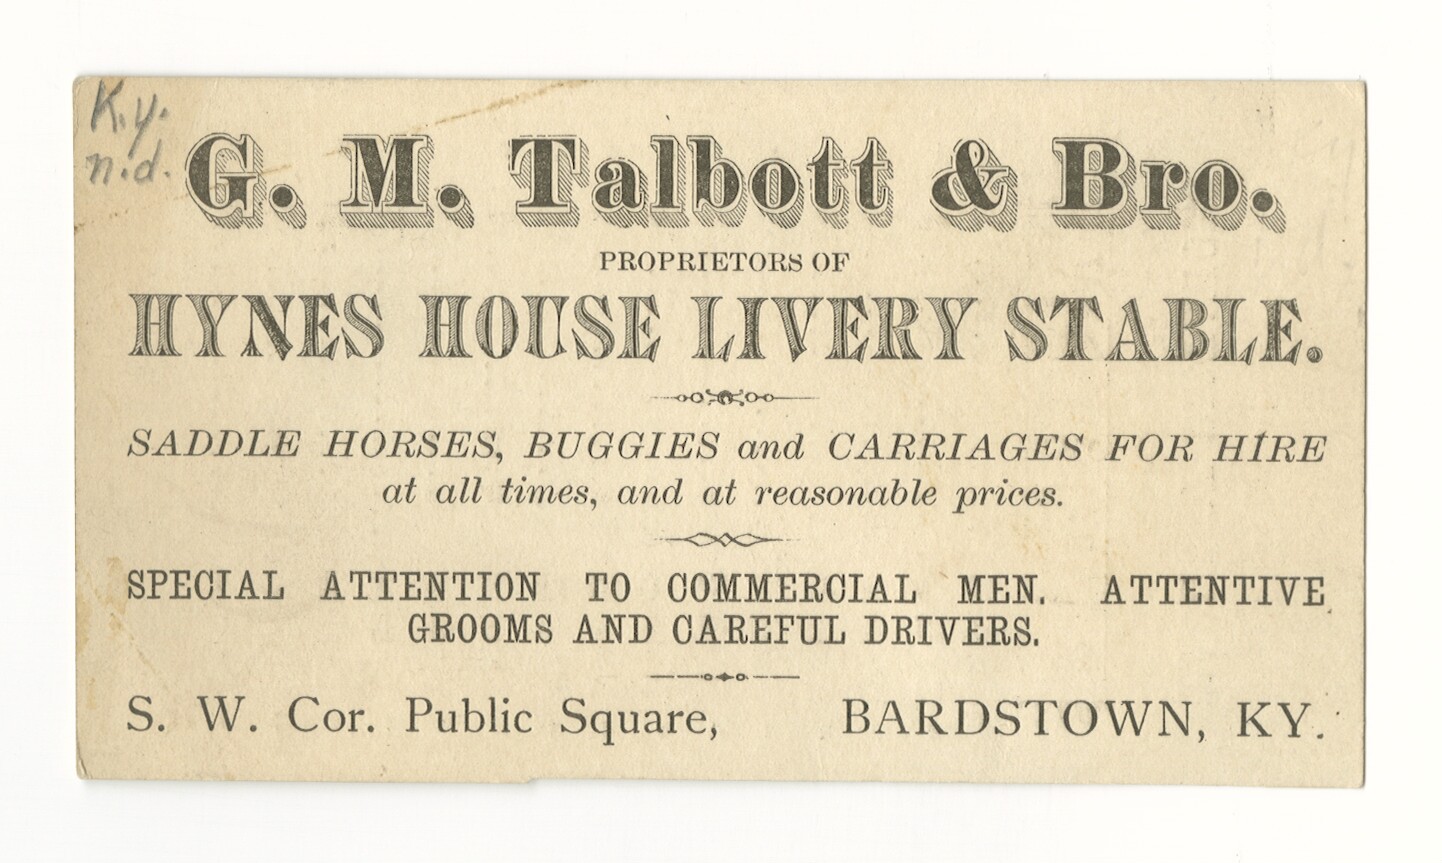 K.y.
n.d.
G. M. Talbott & Bro.
PROPRIETORS OF
HYNES HOUSE LIVERY STABLE.
SADDLE HORSES, BUGGIES and CARRIAGES FOR HIRE
at all times, and at reasonable prices.
SPECIAL ATTENTION TO COMMERCIAL MEN. ATTENTIVE
GROOMS AND CAREFUL DRIVERS.
S. W. Cor. Public Square, BARDSTOWN, KY.